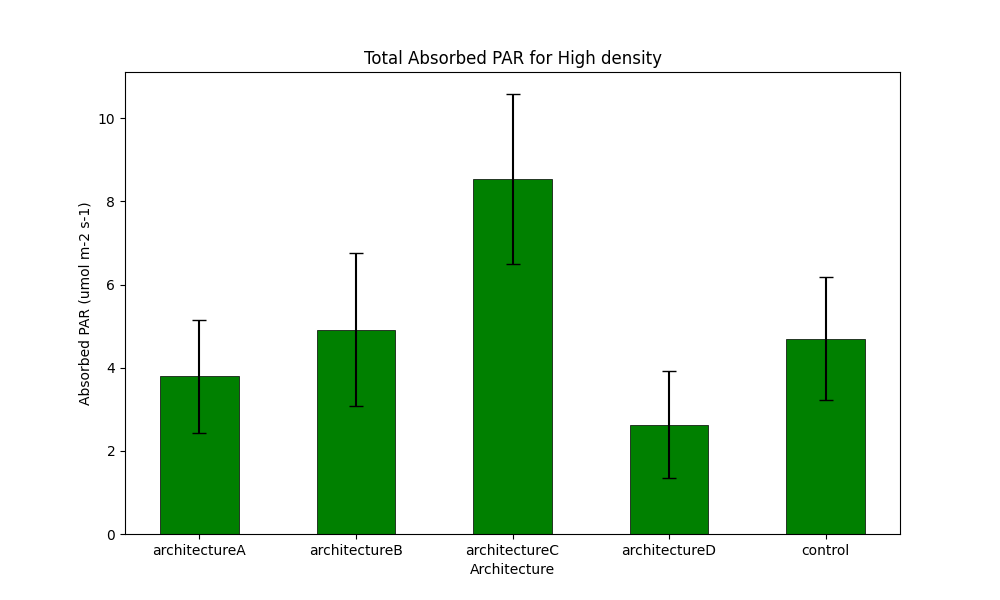 Total Absorbed PAR for High density
Absorbed PAR (umol m-2 s-1)
10
8
6
4
2
0
architectureA architectureB architectureC architectureD control
Architecture